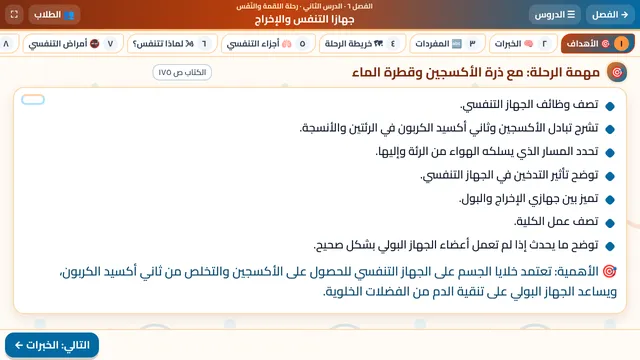 الفصل ٦ · الدرس الثاني · رحلة اللقمة والنَّفَس
جهازا التنفس والإخراج
→ الفصل
☰ الدروس
👥 الطلاب
١ 🎯 الأهداف
٢ 🧠 الخبرات
٣ 🔤 المفردات
٤ 🗺 خريطة الرحلة
٥ 🫁 أجزاء التنفسي
٦ 🌬 لماذا نتنفس؟
٧ 🚭 أمراض التنفسي
٨
🎯 مهمة الرحلة: مع ذرة الأكسجين وقطرة الماء
الكتاب ص ١٧٥
تصف وظائف الجهاز التنفسي.
تشرح تبادل الأكسجين وثاني أكسيد الكربون في الرئتين والأنسجة.
تحدد المسار الذي يسلكه الهواء من الرئة وإليها.
توضح تأثير التدخين في الجهاز التنفسي.
تميز بين جهازي الإخراج والبول.
تصف عمل الكلية.
توضح ما يحدث إذا لم تعمل أعضاء الجهاز البولي بشكل صحيح.
🎯 الأهمية: تعتمد خلايا الجسم على الجهاز التنفسي للحصول على الأكسجين والتخلص من ثاني أكسيد الكربون،
ويساعد الجهاز البولي على تنقية الدم من الفضلات الخلوية.
التالي: الخبرات ←